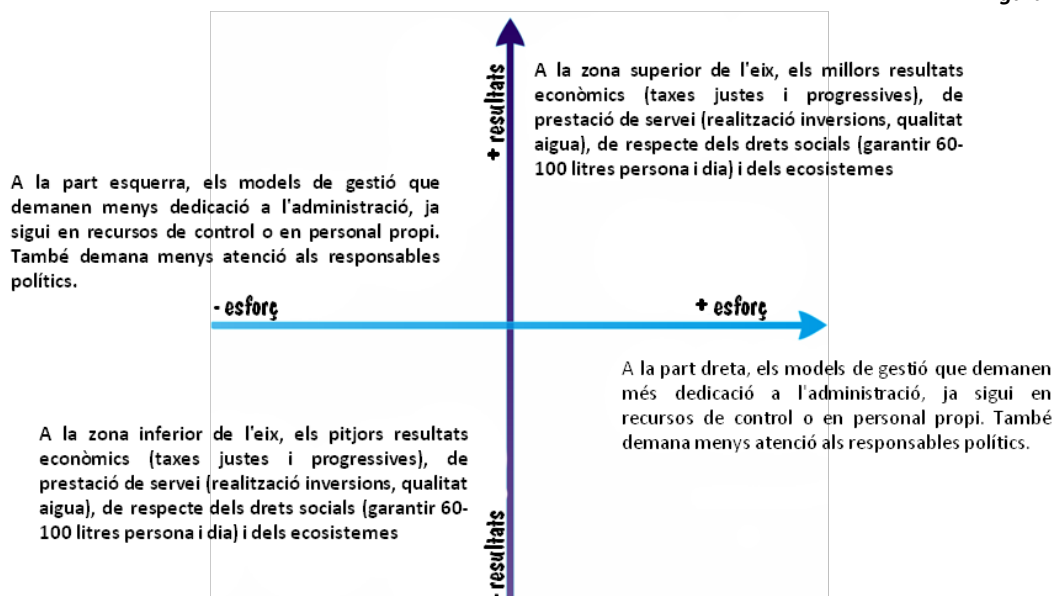 + resultats
A la zona superior de l'eix, els millors resultats
econòmics (taxes justes i progressives), de
prestació de servei (realització inversions, qualitat
aigua), de respecte dels drets socials (garantir 60-
100 litres persona i dia) i dels ecosistemes
A la part esquerra, els models de gestió que
demanen menys dedicació a l'administració, ja
sigui en recursos de control o en personal propi.
També demana menys atenció als responsables
polítics.
- esforç
+ esforç
A la part dreta, els models de gestió que demanen
més dedicació a l'administració, ja sigui en
recursos de control o en personal propi. També
demana menys atenció als responsables polítics.
A la zona inferior de l'eix, els pitjors resultats
econòmics (taxes justes i progressives), de
prestació de servei (realització inversions, qualitat
aigua), de respecte dels drets socials (garantir 60-
100 litres persona i dia) i dels ecosistemes
- resultats